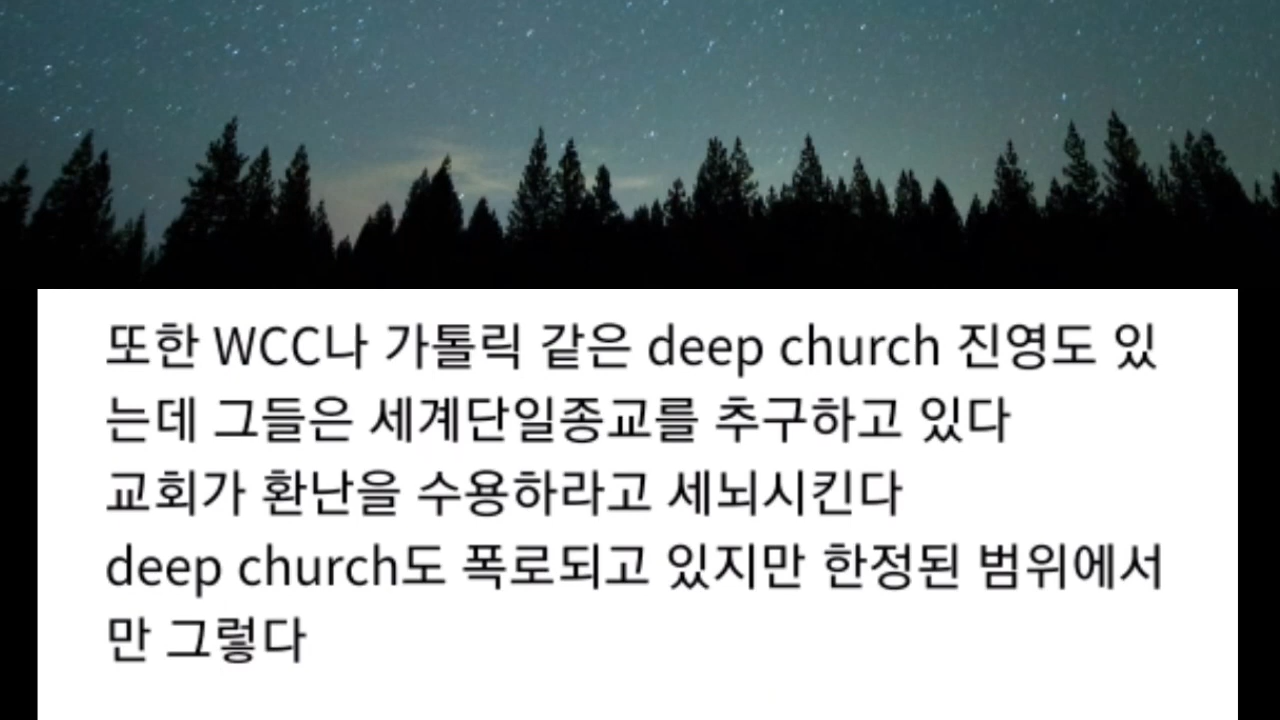 또한 WCC나 가톨릭 같은 deep church 진영도 있
는데 그들은 세계단일종교를 추구하고 있다
교회가 환난을 수용하라고 세뇌시킨다
deep church도 폭로되고 있지만 한정된 범위에서
만 그렇다